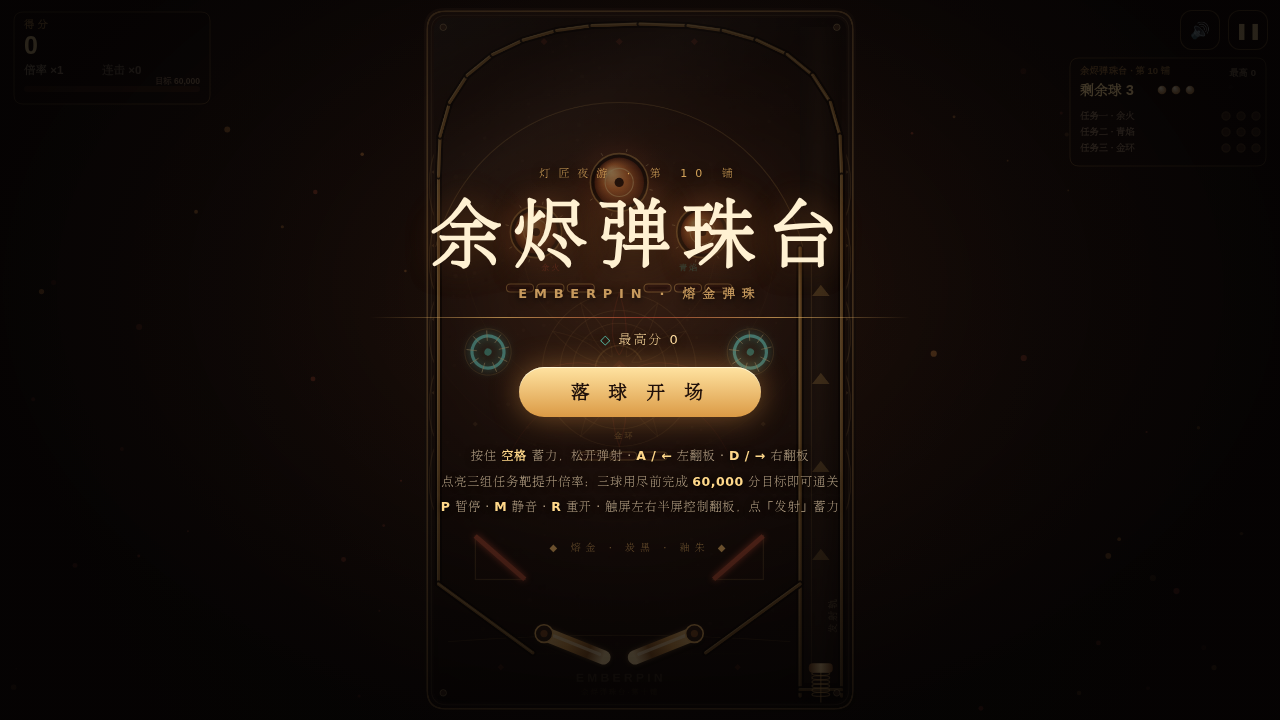 得分
0
倍率 ×1 连击 ×0
目标 60,000
余烬弹珠台 · 第 10 铺
最高 0
剩余球 3
任务一 · 余火
任务二 · 青焰
任务三 · 金环
灯匠夜游 · 第 10 铺
余烬弹珠台
余火
青焰
EMBERPIN · 熔金弹珠
◇ 最高分 0
落球开场
金环
按住 空格 蓄力，松开弹射 · A / ← 左翻板 · D / → 右翻板
点亮三组任务靶提升倍率；三球用尽前完成 60,000 分目标即可通关
P 暂停 · M 静音 · R 重开 · 触屏左右半屏控制翻板，点「发射」蓄力
◆ 熔金 · 炭黑 · 釉朱 ◆
EMBERPIN